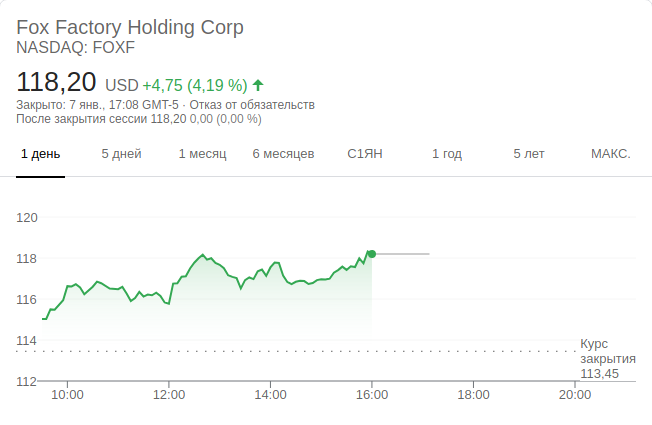 Fox Factory Holding Corp
NASDAQ: FOXF
118,20 USD +4,75 (4,19 %)
Закрыто: 7 янв., 17:08 GMT-5 · Отказ от обязательств
После закрытия сессии 118,20 0,00 (0,00 %)
1 день 5 дней 1 месяц 6 месяцев С1ЯН 1 год 5 лет МАКС.
120
118
116
114
Курс
закрытия
113,45
112
10:00 12:00 14:00 16:00 18:00 20:00